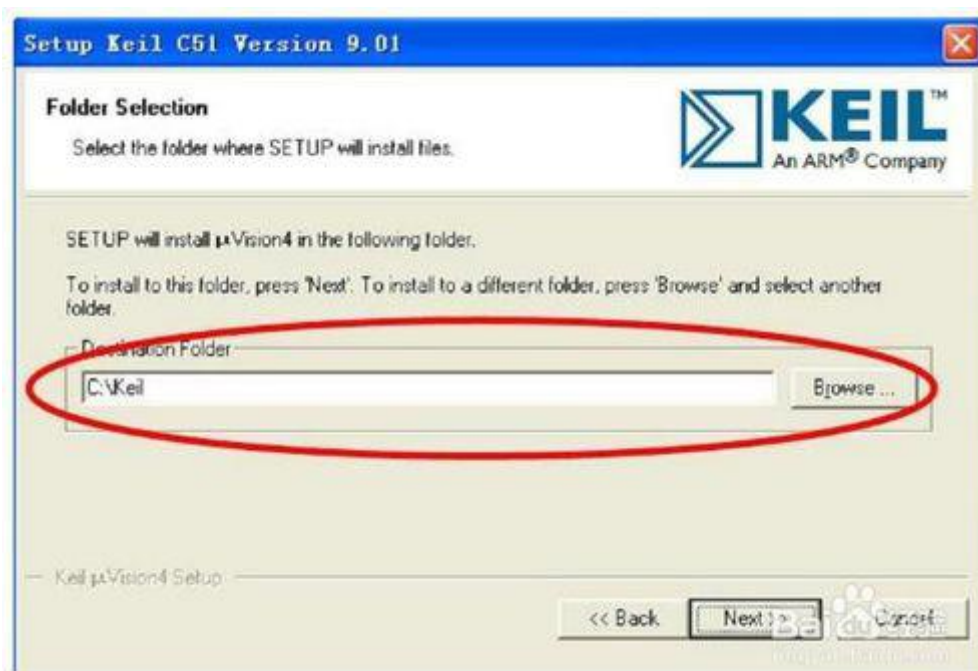 Setup Keil C51 Version 9.01
Folder Selection
Select the folder where SETUP will install files.
KEIL™
An ARM® Company
SETUP will install µVision4 in the following folder.
To install to this folder, press 'Next'. To install to a different folder, press 'Browse' and select another
folder.
Destination Folder
C:\Keil
Browse ...
Keil µVision4 Setup
<< Back
Next >>
Cancel
Baidu